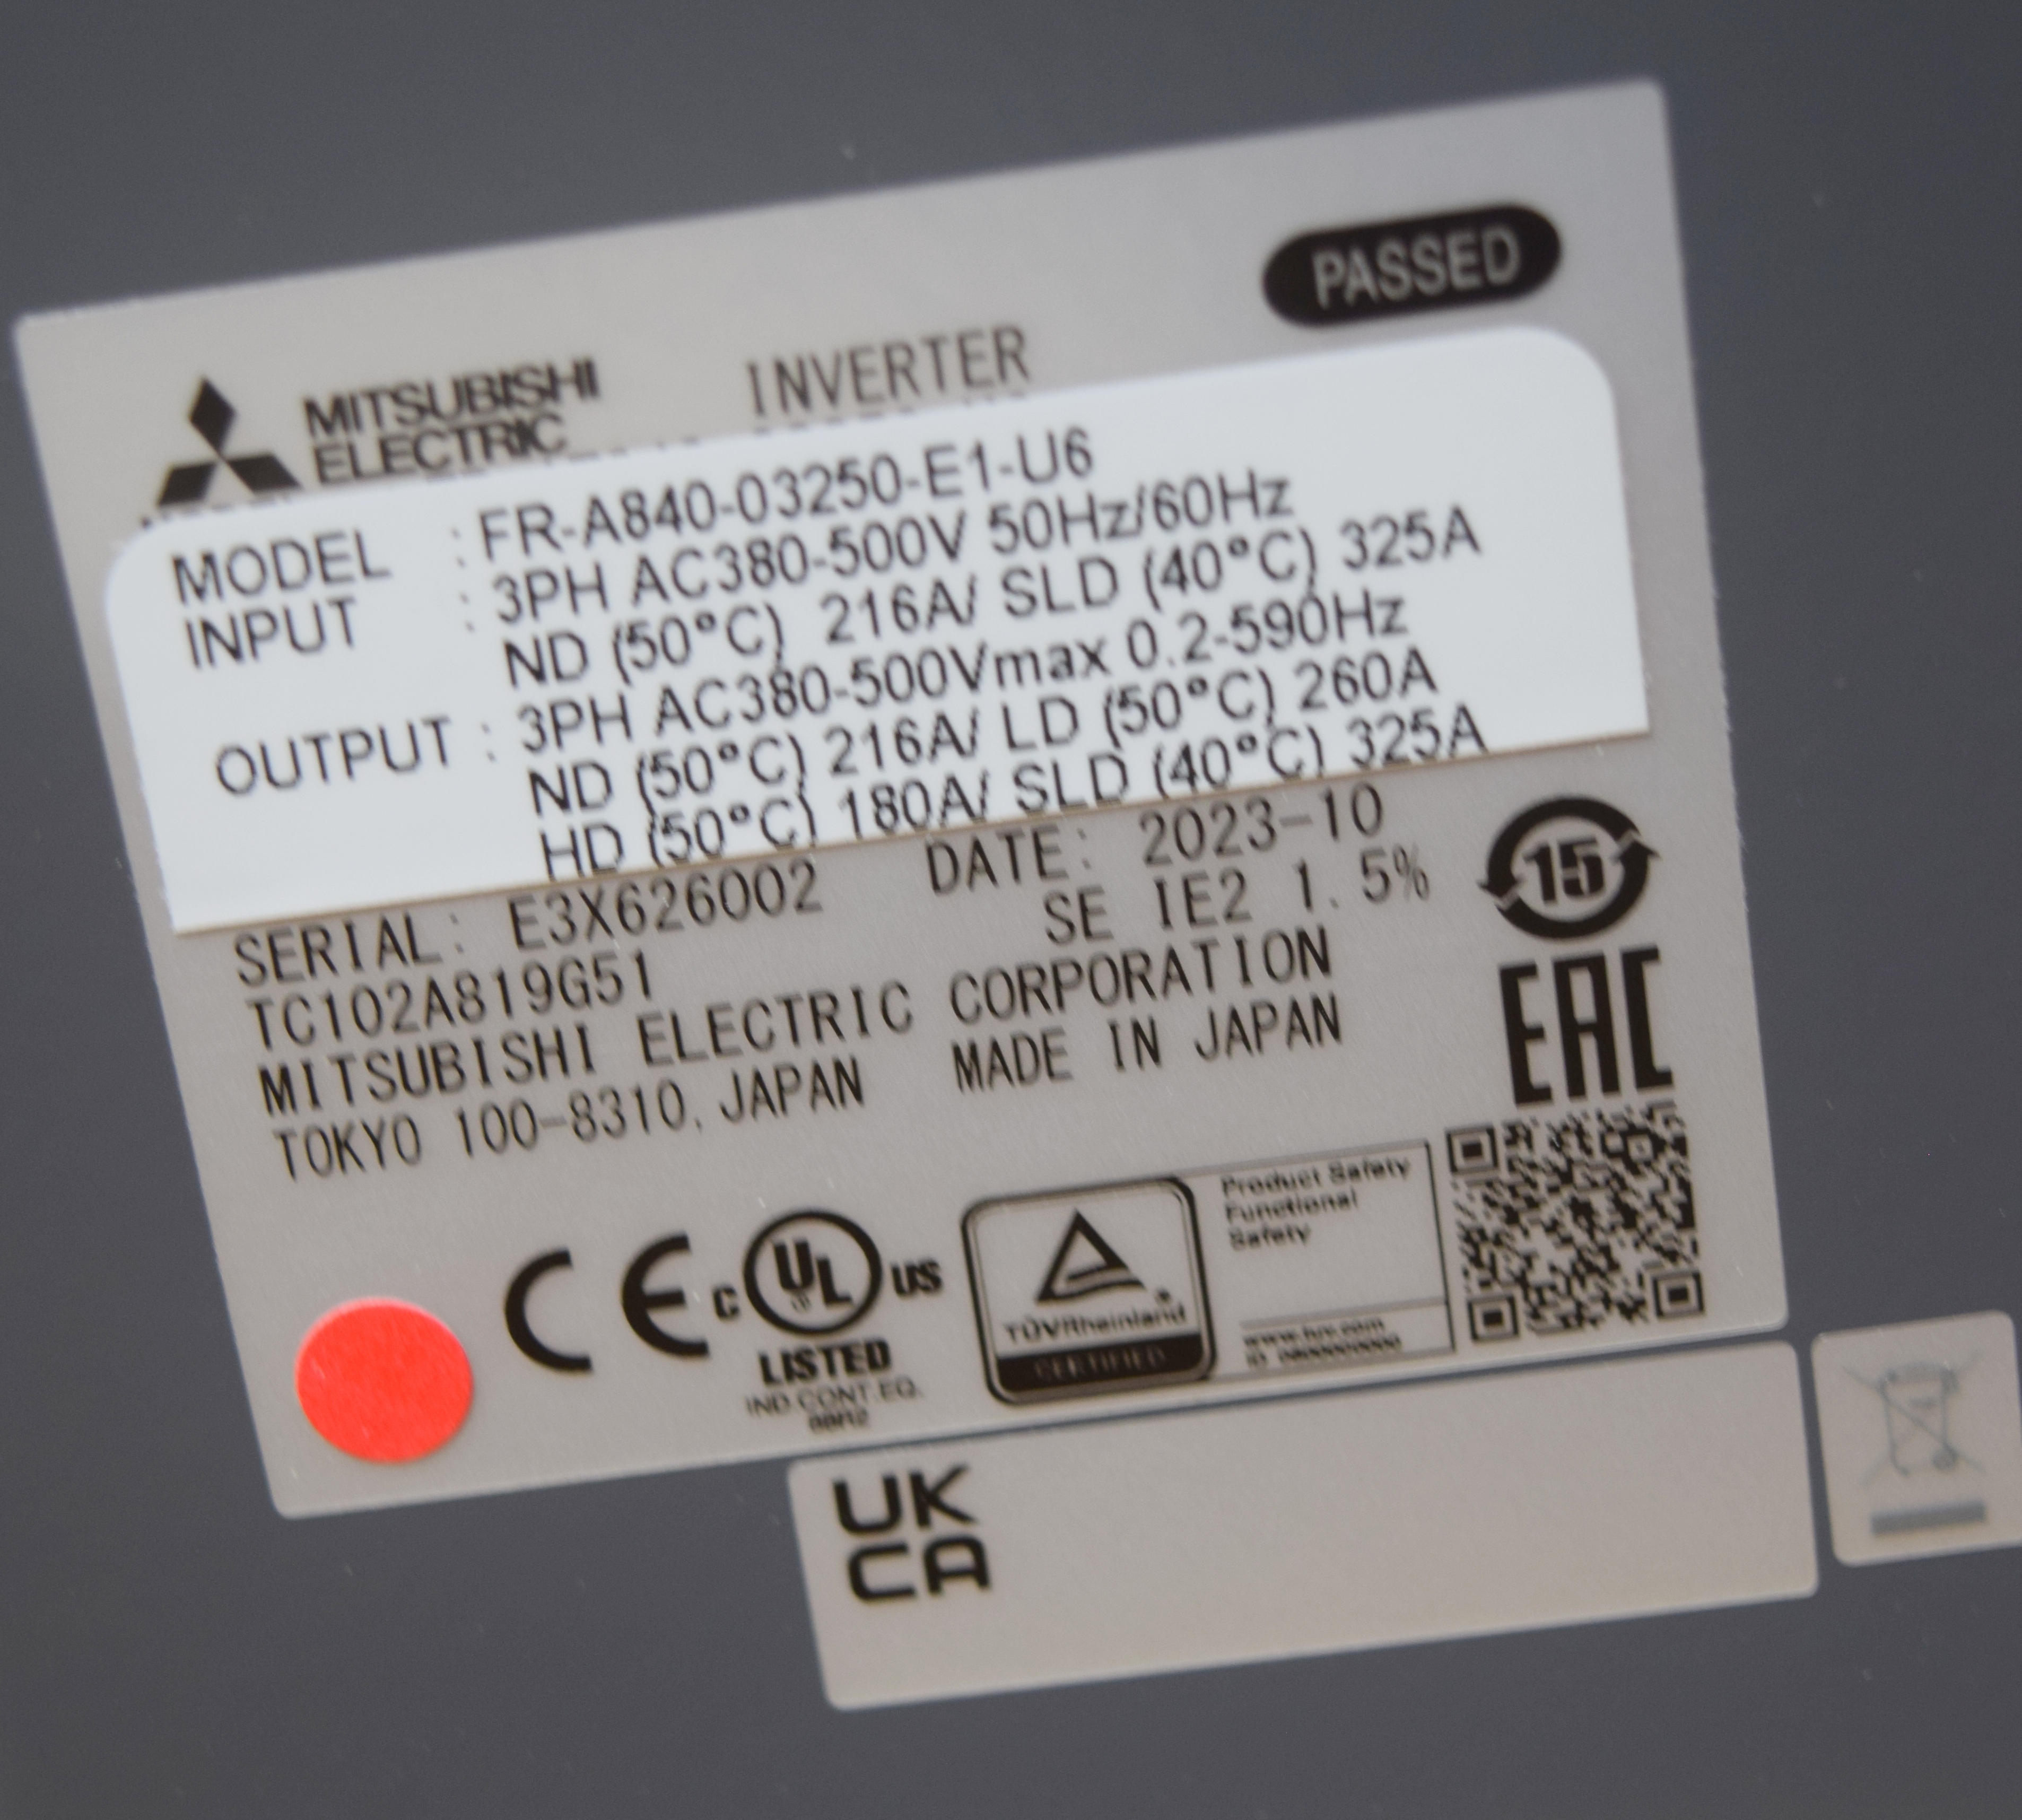 PASSED
MITSUBISHI
ELECTRIC
INVERTER
MODEL : FR-A840-03250-E1-U6
INPUT : 3PH AC380-500V 50Hz/60Hz
ND (50°C) 216A/ SLD (40°C) 325A
OUTPUT : 3PH AC380-500Vmax 0.2-590Hz
ND (50°C) 216A/ LD (50°C) 260A
HD (50°C) 180A/ SLD (40°C) 325A
SERIAL: E3X626002 DATE: 2023-10
TC102A819G51 SE IE2 1.5%
MITSUBISHI ELECTRIC CORPORATION
TOKYO 100-8310, JAPAN MADE IN JAPAN
15
EAC
CE
C UL US
LISTED
IND.CONT.EQ.
TÜVRheinland
CERTIFIED
Product Safety
Functional
Safety
www.tuv.com
UK
CA